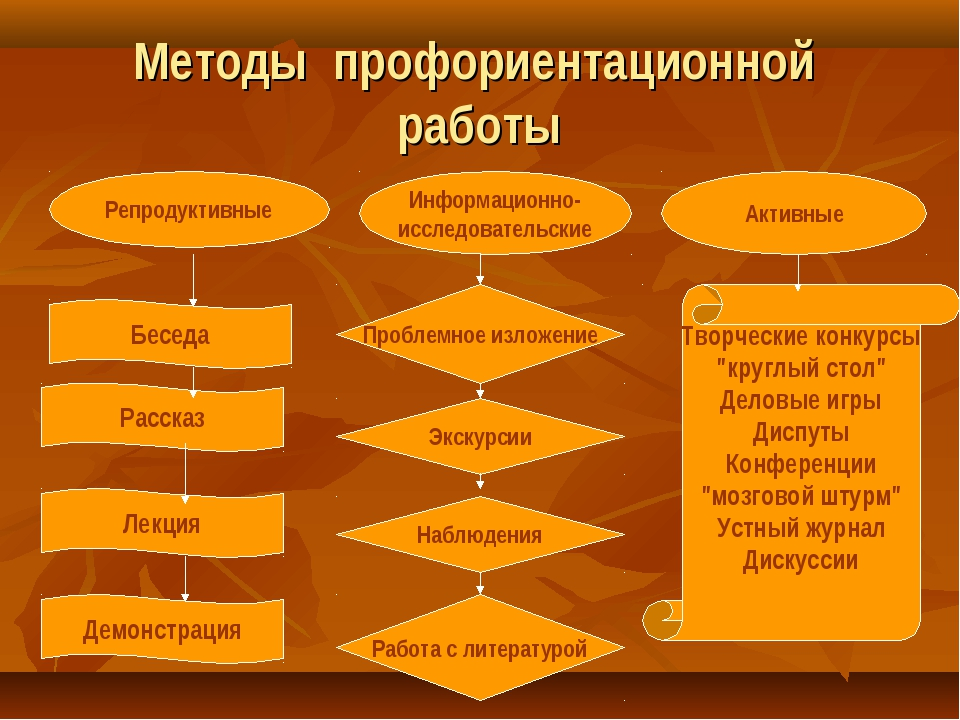 Методы профориентационной
работы
Репродуктивные
Беседа
Рассказ
Лекция
Демонстрация
Информационно-
исследовательские
Проблемное изложение
Экскурсии
Наблюдения
Работа с литературой
Активные
Творческие конкурсы
"круглый стол"
Деловые игры
Диспуты
Конференции
"мозговой штурм"
Устный журнал
Дискуссии